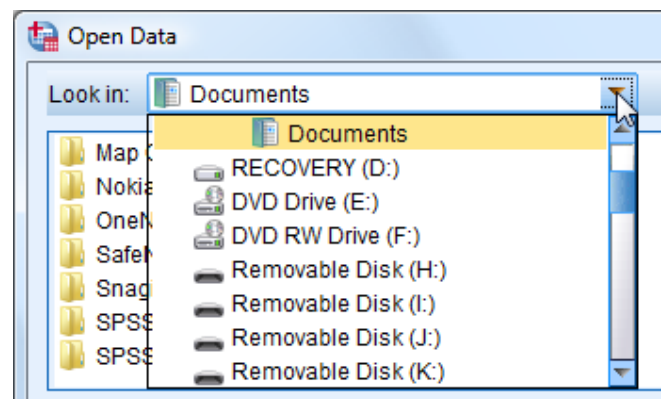 Open Data
Look in: Documents
Documents
RECOVERY (D:)
DVD Drive (E:)
DVD RW Drive (F:)
Removable Disk (H:)
Removable Disk (I:)
Removable Disk (J:)
Removable Disk (K:)
Map
Nokia
Snag
SPSS
SPSS